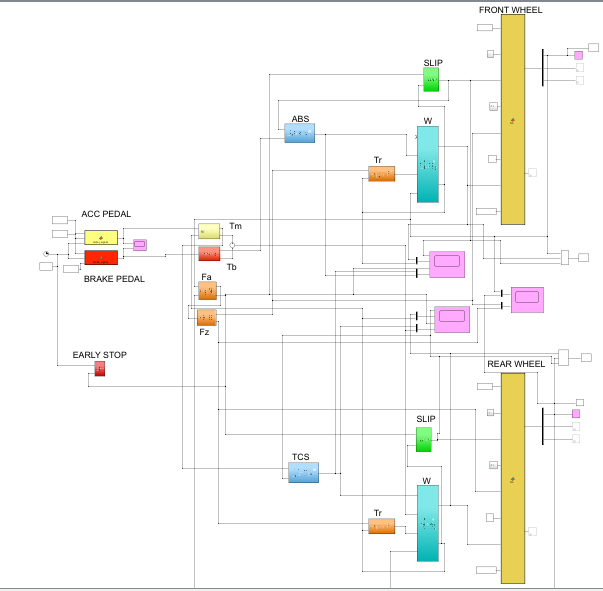 FRONT WHEEL
SLIP
ABS
W
Tr
ACC PEDAL
Tm
BRAKE PEDAL
Tb
Fa
Fz
EARLY STOP
REAR WHEEL
SLIP
TCS
W
Tr